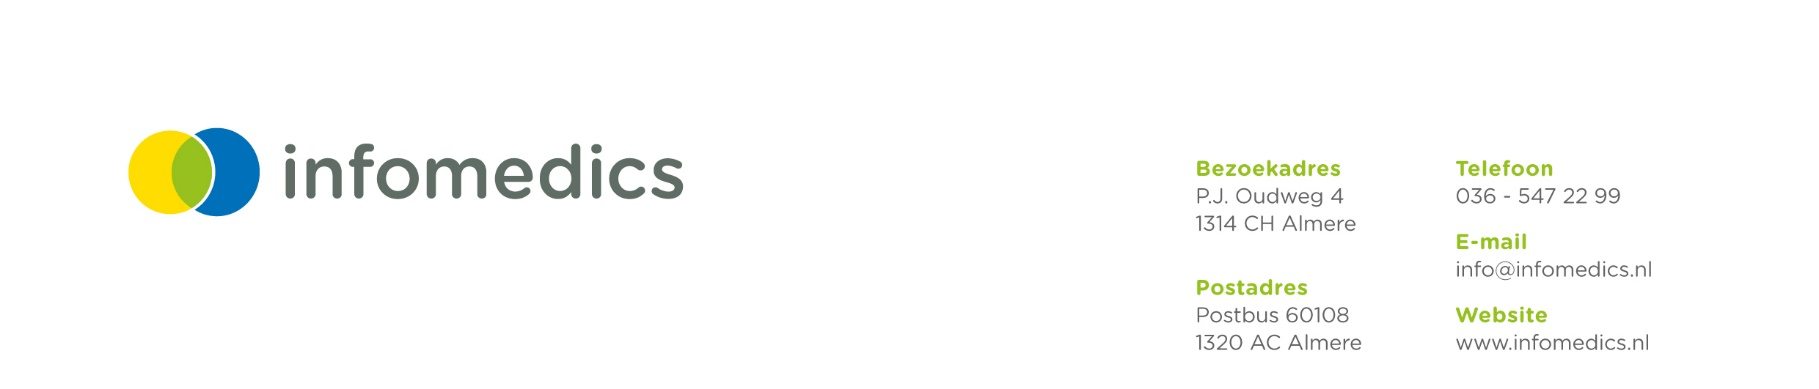 infomedics
Bezoekadres
P.J. Oudweg 4
1314 CH Almere
Postadres
Postbus 60108
1320 AC Almere
Telefoon
036 - 547 22 99
E-mail
info@infomedics.nl
Website
www.infomedics.nl